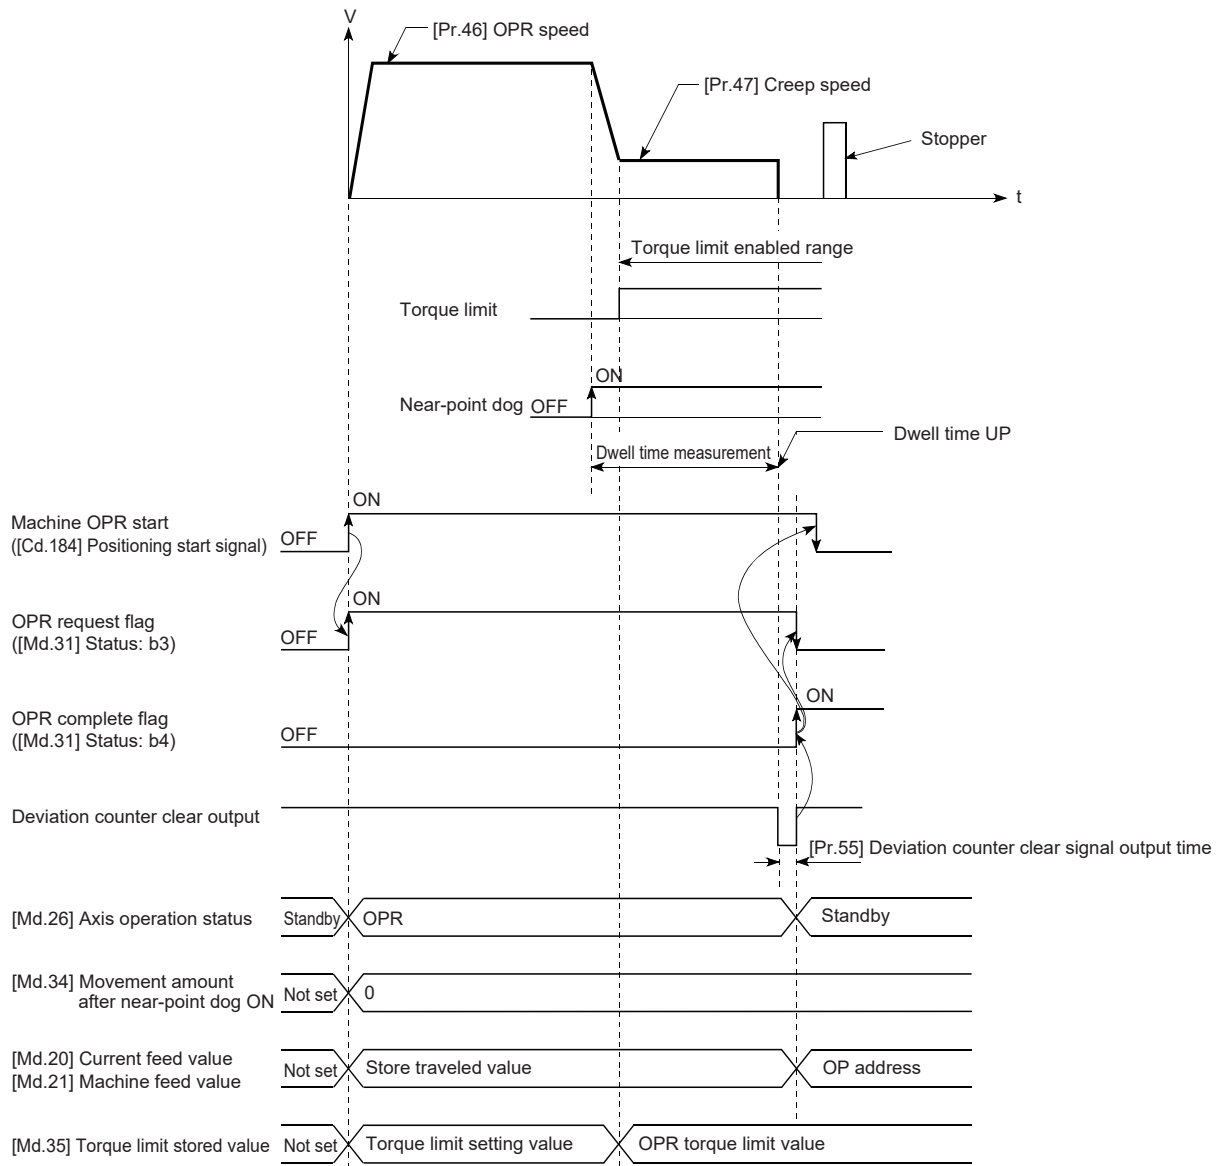 V
[Pr.46] OPR speed
[Pr.47] Creep speed
Stopper
t
Torque limit enabled range
Torque limit
ON
Near-point dog OFF
Dwell time UP
Dwell time measurement
ON
Machine OPR start
([Cd.184] Positioning start signal) OFF
ON
OPR request flag
([Md.31] Status: b3) OFF
ON
OPR complete flag
([Md.31] Status: b4) OFF
Deviation counter clear output
[Pr.55] Deviation counter clear signal output time
[Md.26] Axis operation status Standby OPR Standby
[Md.34] Movement amount
after near-point dog ON Not set 0
[Md.20] Current feed value
[Md.21] Machine feed value Not set Store traveled value OP address
[Md.35] Torque limit stored value Not set Torque limit setting value OPR torque limit value